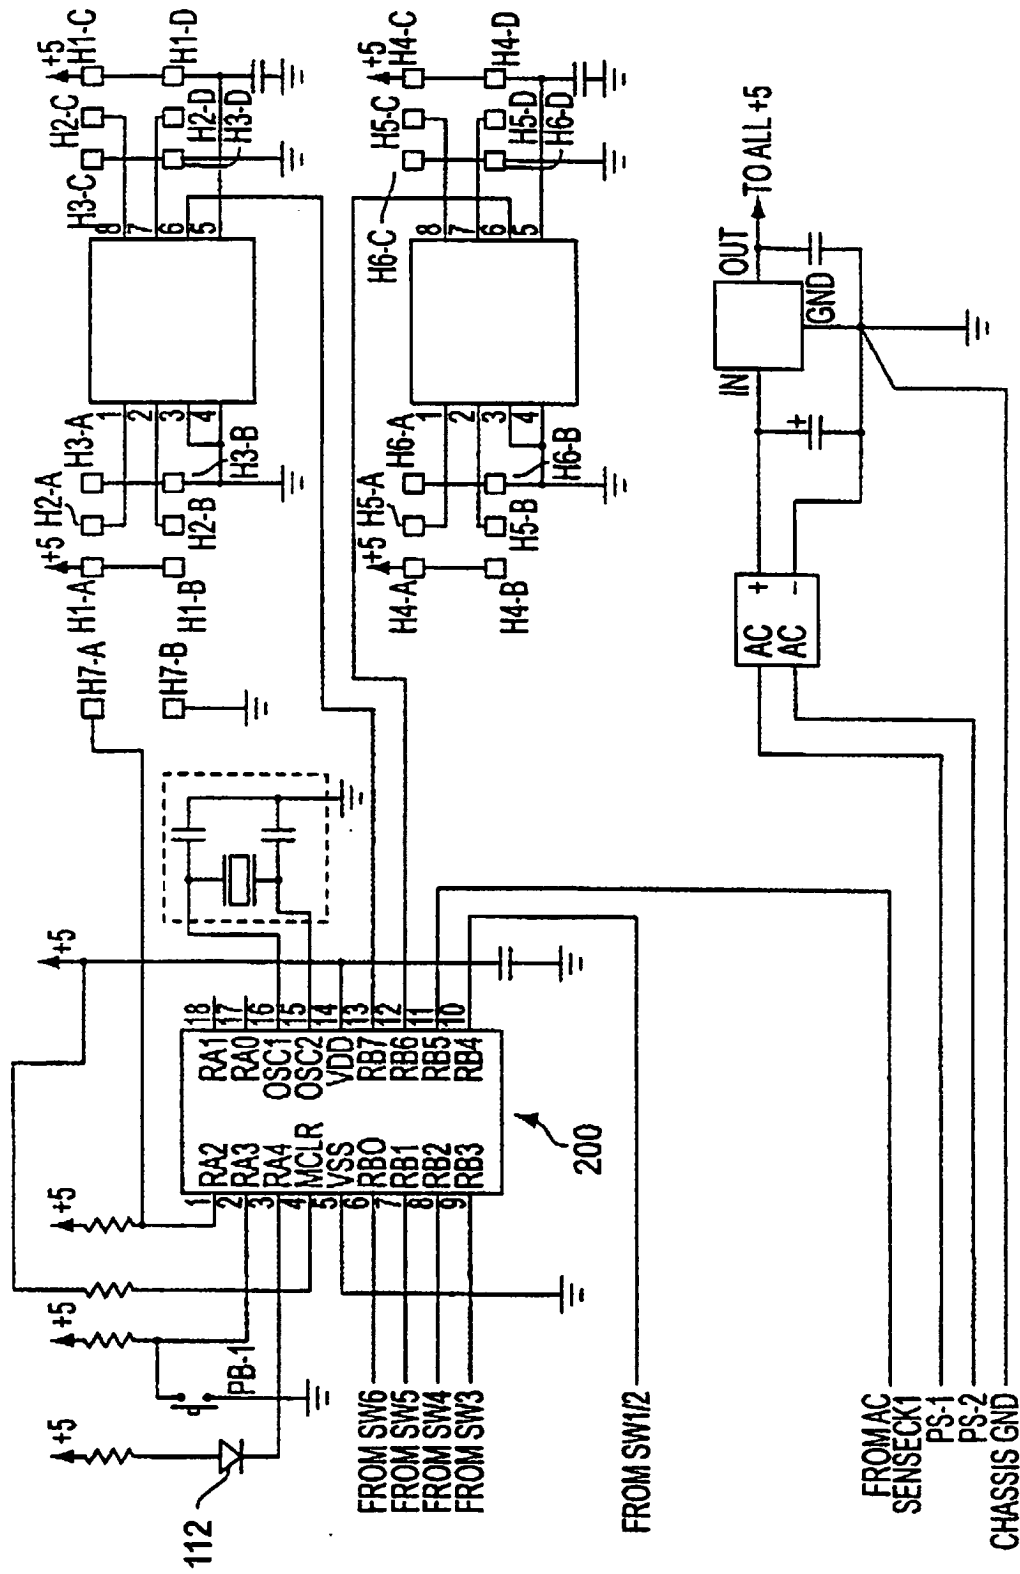 +5
+5
+5
+5
112
PB-1
1 RA2
2 RA3
3 RA4
4 MCLR
5 VSS
6 RB0
7 RB1
8 RB2
9 RB3
RA1 18
RA0 17
OSC1 16
OSC2 15
VDD 14
RB7 13
RB6 12
RB5 11
RB4 10
200
FROM SW6
FROM SW5
FROM SW4
FROM SW3
FROM SW1/2
FROM AC
SENSECK1
PS-1
PS-2
CHASSIS GND
H7-A
H7-B
+5
H1-A
H2-A
H3-A
H1-B
H2-B
H3-B
1
2
3
4
8
7
6
5
H3-C
H2-C
+5
H1-C
H1-D
H2-D
H3-D
+5
H4-A
H5-A
H6-A
H4-B
H5-B
H6-B
1
2
3
4
8
7
6
5
H6-C
H5-C
+5
H4-C
H4-D
H5-D
H6-D
AC +
AC −
+
IN
OUT
GND
TO ALL +5